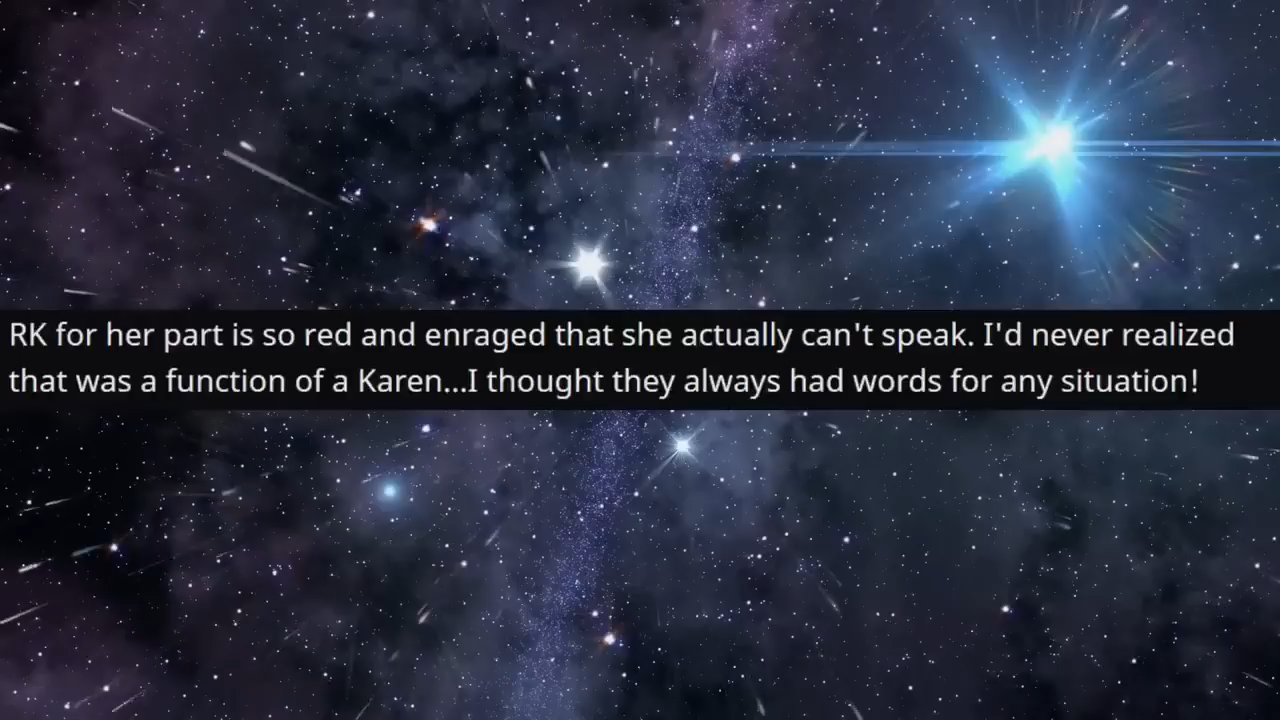 RK for her part is so red and enraged that she actually can't speak. I'd never realized
that was a function of a Karen...I thought they always had words for any situation!